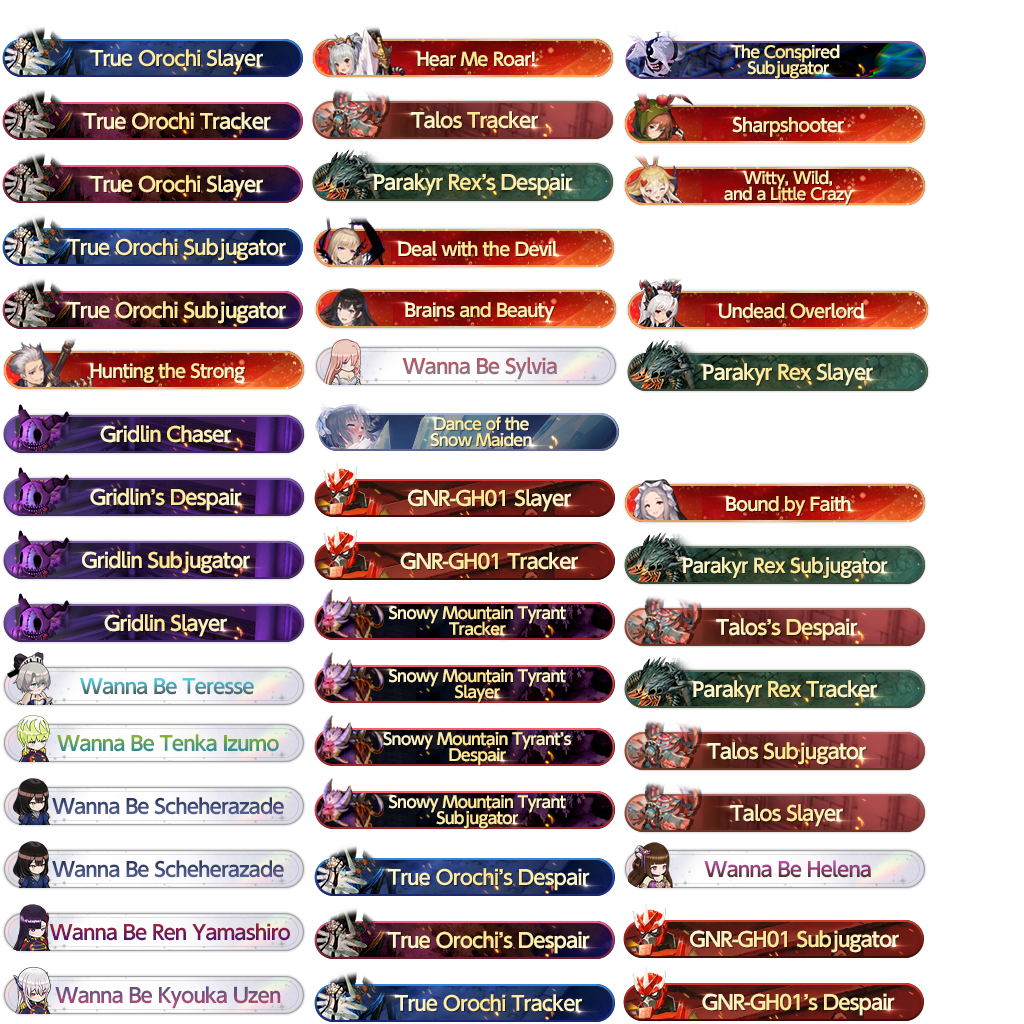 True Orochi Slayer
True Orochi Tracker
True Orochi Slayer
True Orochi Subjugator
True Orochi Subjugator
Hunting the Strong
Gridlin Chaser
Gridlin's Despair
Gridlin Subjugator
Gridlin Slayer
Wanna Be Teresse
Wanna Be Tenka Izumo
Wanna Be Scheherazade
Wanna Be Scheherazade
Wanna Be Ren Yamashiro
Wanna Be Kyouka Uzen
Hear Me Roar!
Talos Tracker
Parakyr Rex's Despair
Deal with the Devil
Brains and Beauty
Wanna Be Sylvia
Dance of the
Snow Maiden
GNR-GH01 Slayer
GNR-GH01 Tracker
Snowy Mountain Tyrant
Tracker
Snowy Mountain Tyrant
Slayer
Snowy Mountain Tyrant's
Despair
Snowy Mountain Tyrant
Subjugator
True Orochi's Despair
True Orochi's Despair
True Orochi Tracker
The Conspired
Subjugator
Sharpshooter
Witty, Wild,
and a Little Crazy
Undead Overlord
Parakyr Rex Slayer
Bound by Faith
Parakyr Rex Subjugator
Talos's Despair
Parakyr Rex Tracker
Talos Subjugator
Talos Slayer
Wanna Be Helena
GNR-GH01 Subjugator
GNR-GH01's Despair